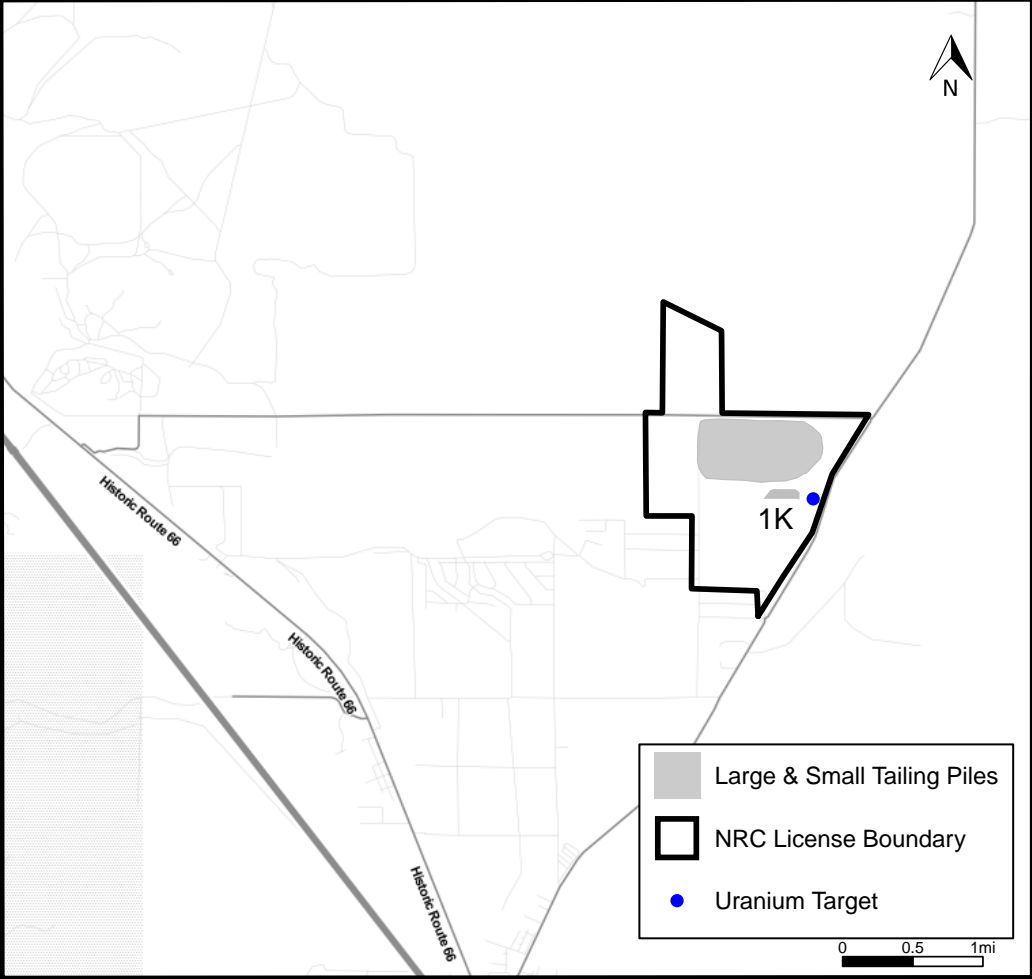 N
1K
Historic Route 66
Historic Route 66
Historic Route 66
Large & Small Tailing Piles
NRC License Boundary
Uranium Target
0 0.5 1mi